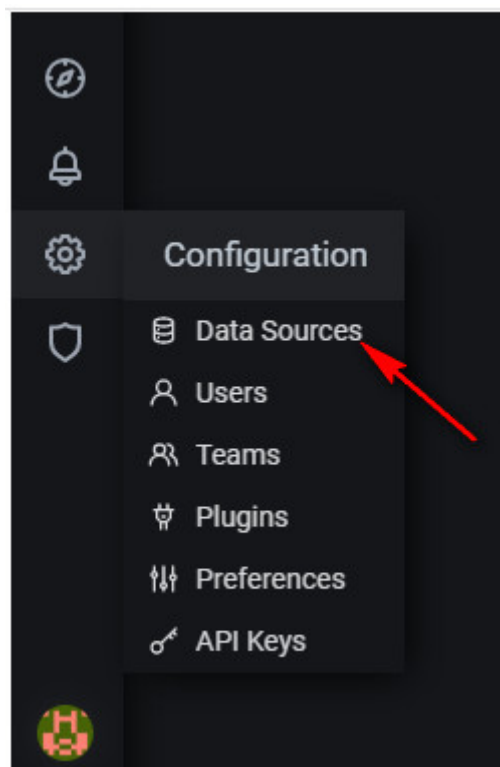 Configuration
Data Sources
Users
Teams
Plugins
Preferences
API Keys